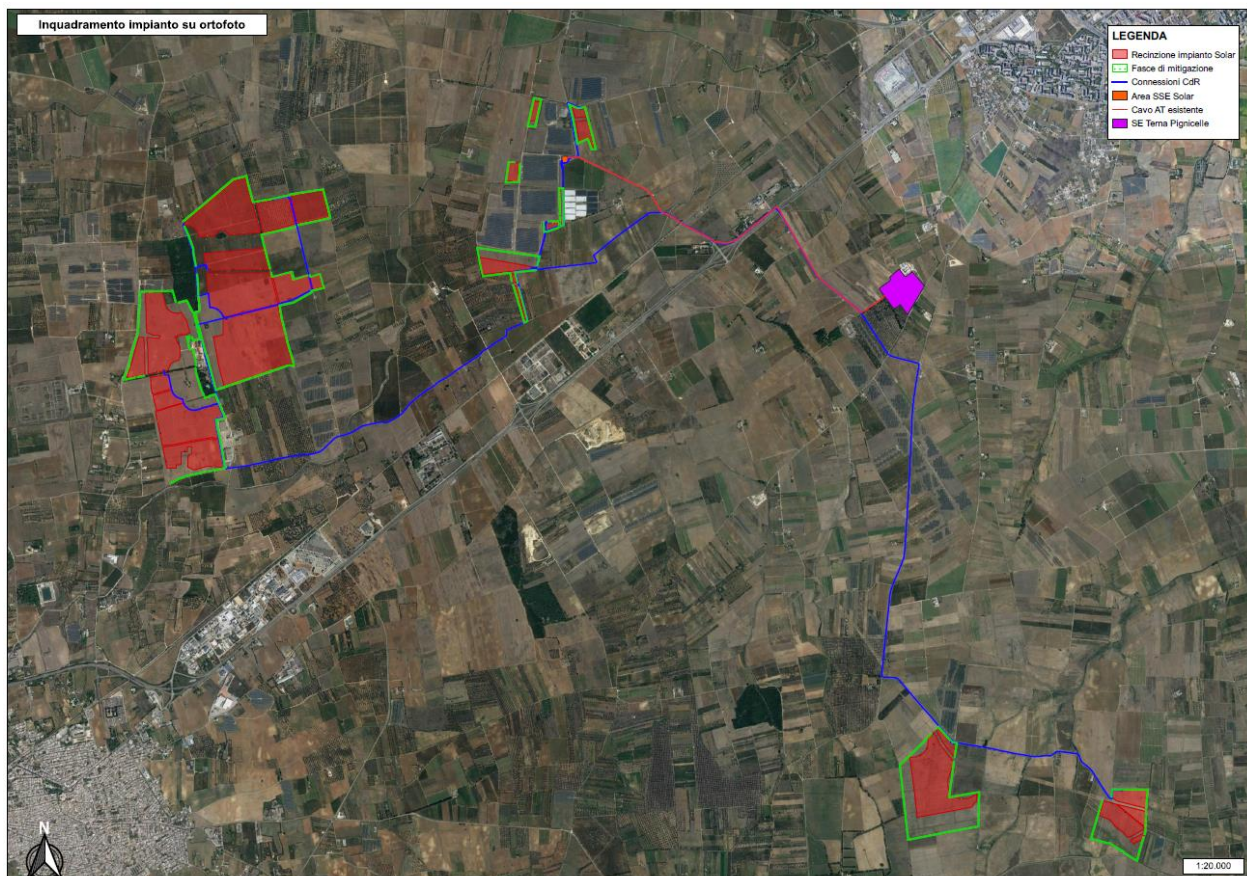 Inquadramento impianto su ortofoto
LEGENDA
Recinzione impianto Solar
Fasce di mitigazione
Connessioni CdR
Area SSE Solar
Cavo AT esistente
SE Terna Pignicelle
N
1:20.000